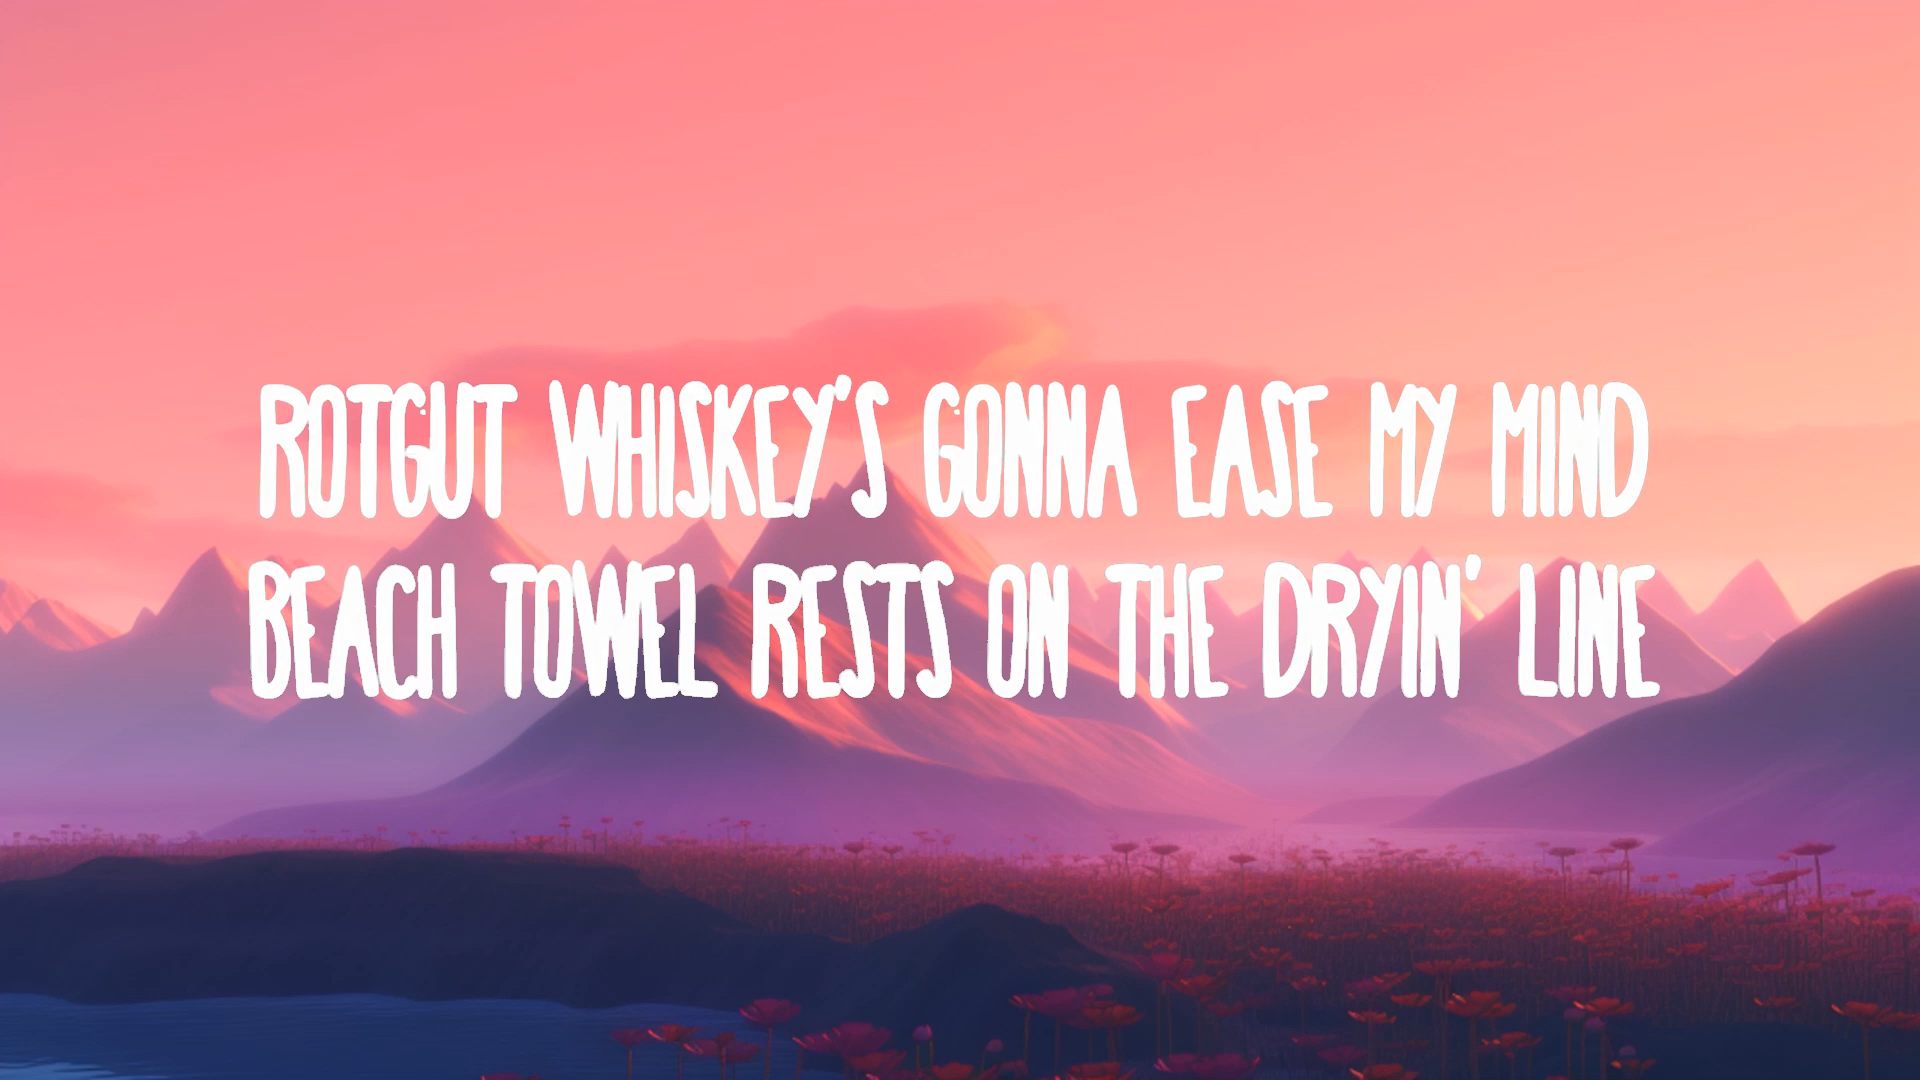 ROTGUT WHISKEY'S GONNA EASE MY MIND
BEACH TOWEL RESTS ON THE DRYIN' LINE